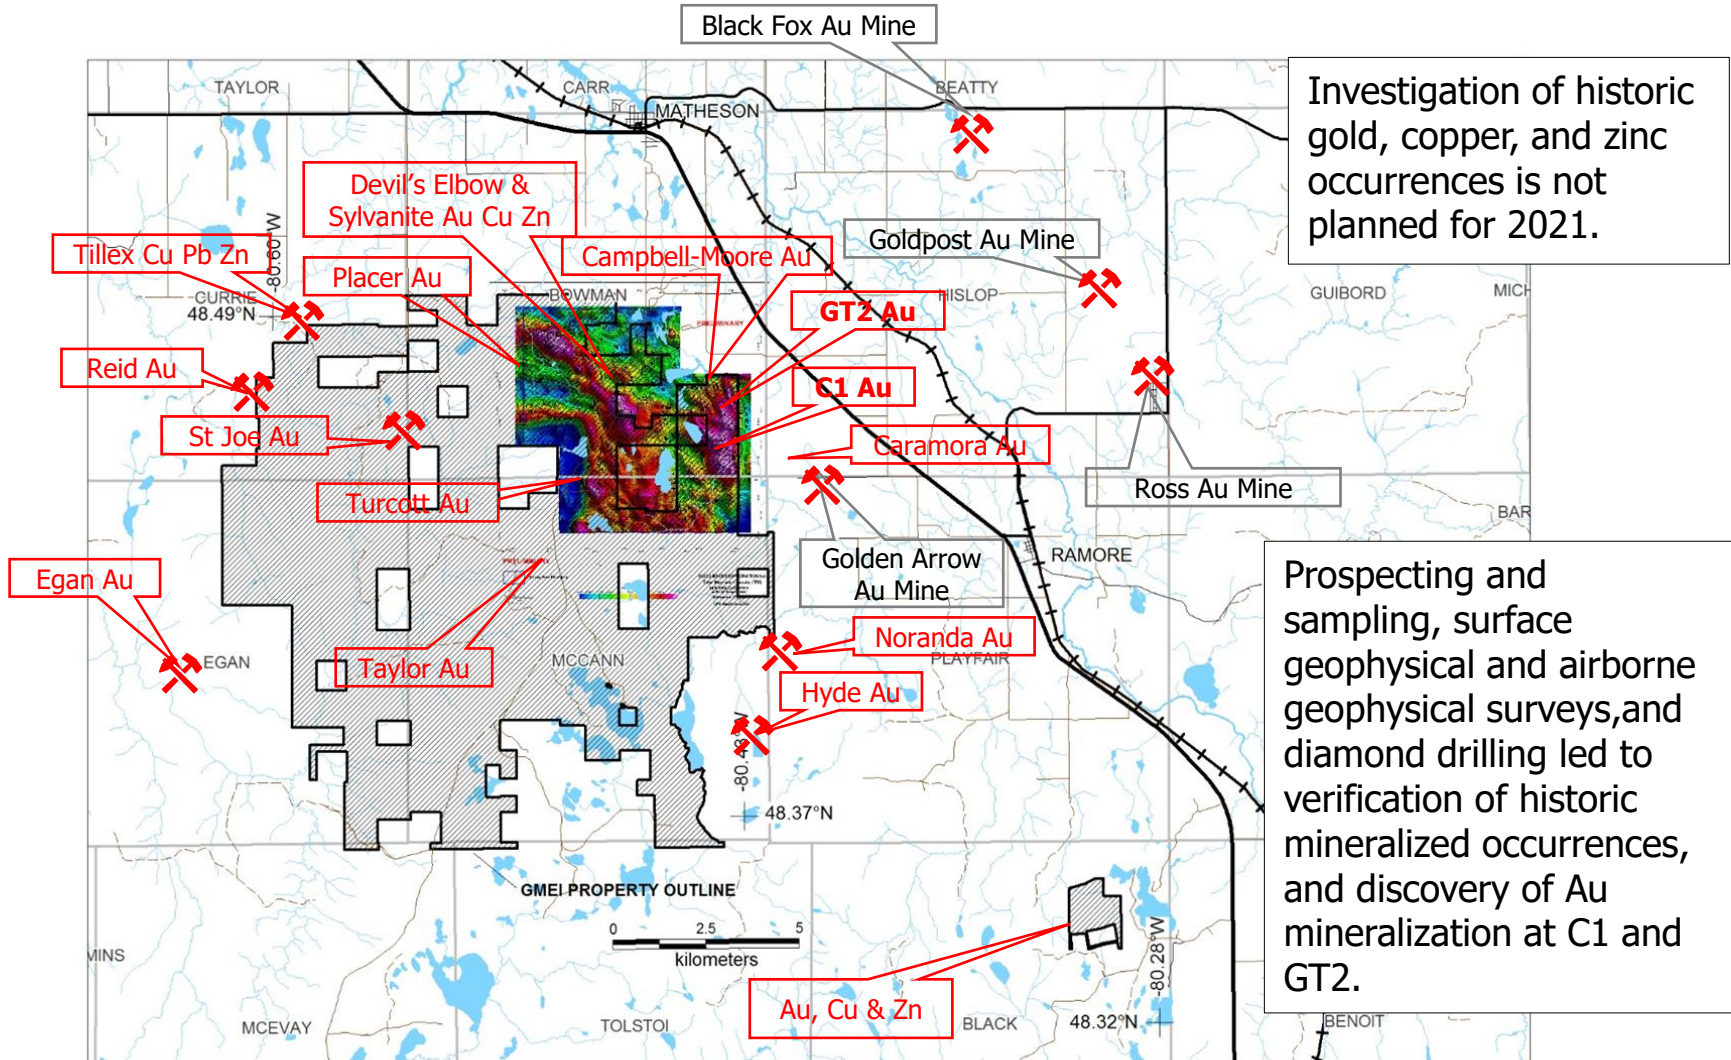 Black Fox Au Mine
TAYLOR
CARR
BEATTY
MATHESON
Investigation of historic
gold, copper, and zinc
occurrences is not
planned for 2021.
Devil's Elbow &
Sylvanite Au Cu Zn
-80.60°W
Tillex Cu Pb Zn
Placer Au
Campbell-Moore Au
Goldpost Au Mine
CURRIE
48.49°N
BOWMAN
HISLOP
GUIBORD
MICH
PRELIMINARY
GT2 Au
Reid Au
C1 Au
St Joe Au
Caramora Au
Turcott Au
Ross Au Mine
BAR
Golden Arrow
Au Mine
RAMORE
PRELIMINARY
Egan Au
EGAN
Taylor Au
MCCANN
Noranda Au
PLAYFAIR
Hyde Au
-80.43°W
48.37°N
Prospecting and
sampling, surface
geophysical and airborne
geophysical surveys,and
diamond drilling led to
verification of historic
mineralized occurrences,
and discovery of Au
mineralization at C1 and
GT2.
GMEI PROPERTY OUTLINE
0 2.5 5
kilometers
MINS
-80.28°W
Au, Cu & Zn
MCEVAY
TOLSTOI
BLACK
48.32°N
BENOIT